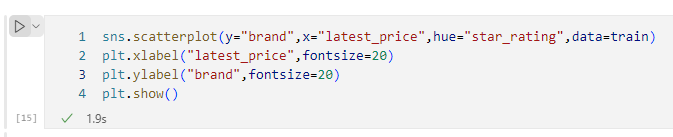 1 sns.scatterplot(y="brand",x="latest_price",hue="star_rating",data=train)
2 plt.xlabel("latest_price",fontsize=20)
3 plt.ylabel("brand",fontsize=20)
4 plt.show()
[15] 1.9s